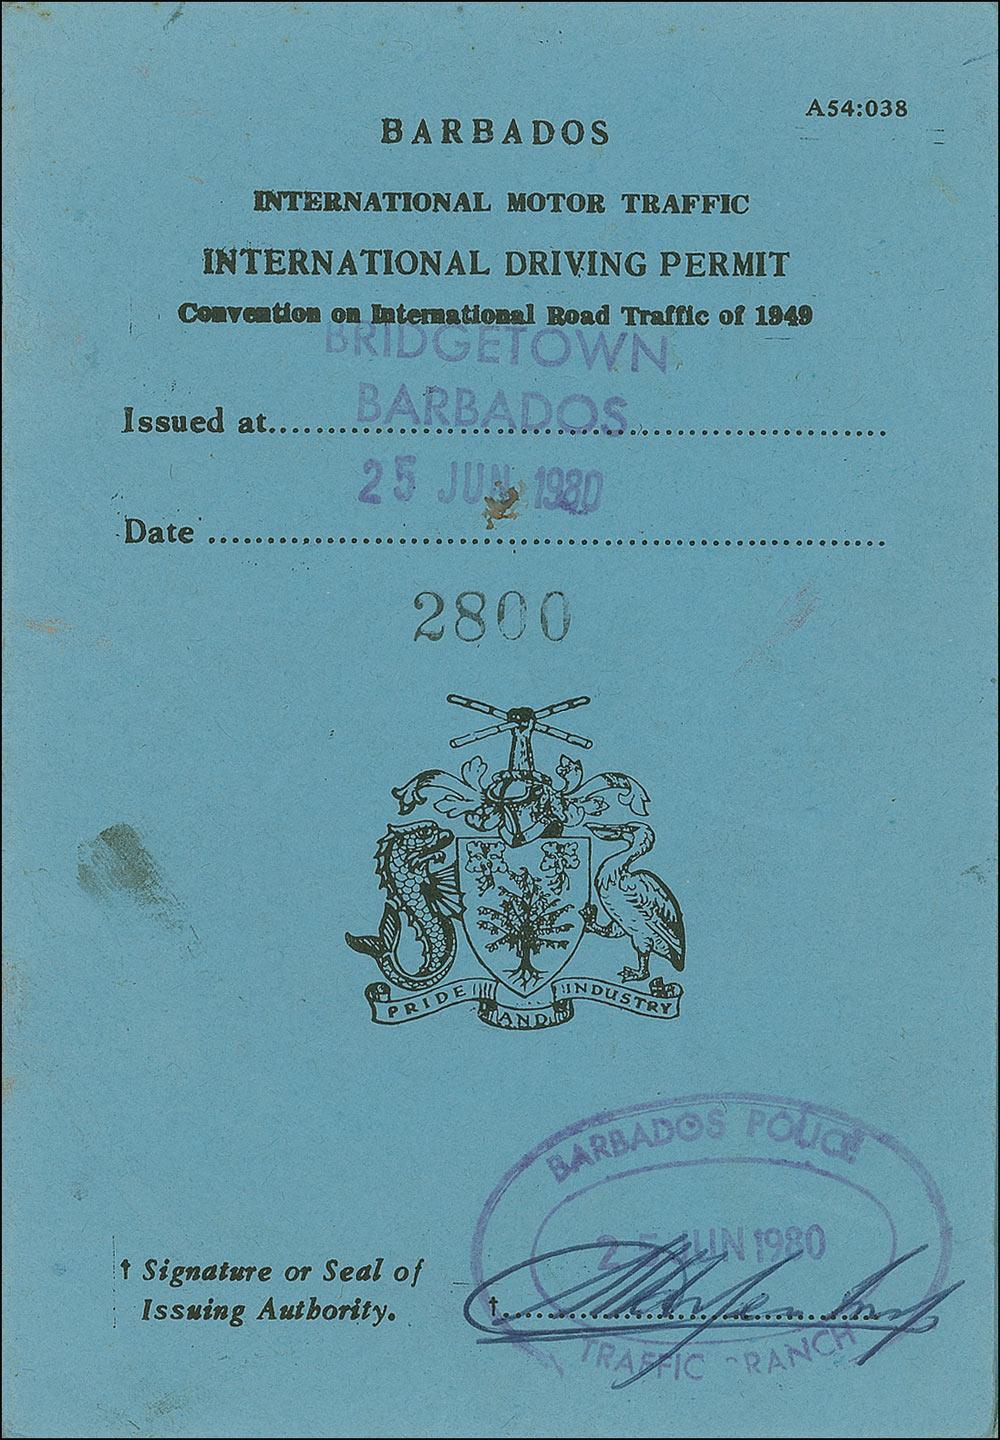 A54:038
BARBADOS
INTERNATIONAL MOTOR TRAFFIC
INTERNATIONAL DRIVING PERMIT
Convention on International Road Traffic of 1949
BRIDGETOWN
BARBADOS
Issued at
25 JUN 1980
Date
2800
PRIDE AND INDUSTRY
BARBADOS POLICE
25 JUN 1980
† Signature or Seal of
Issuing Authority.
†
TRAFFIC BRANCH